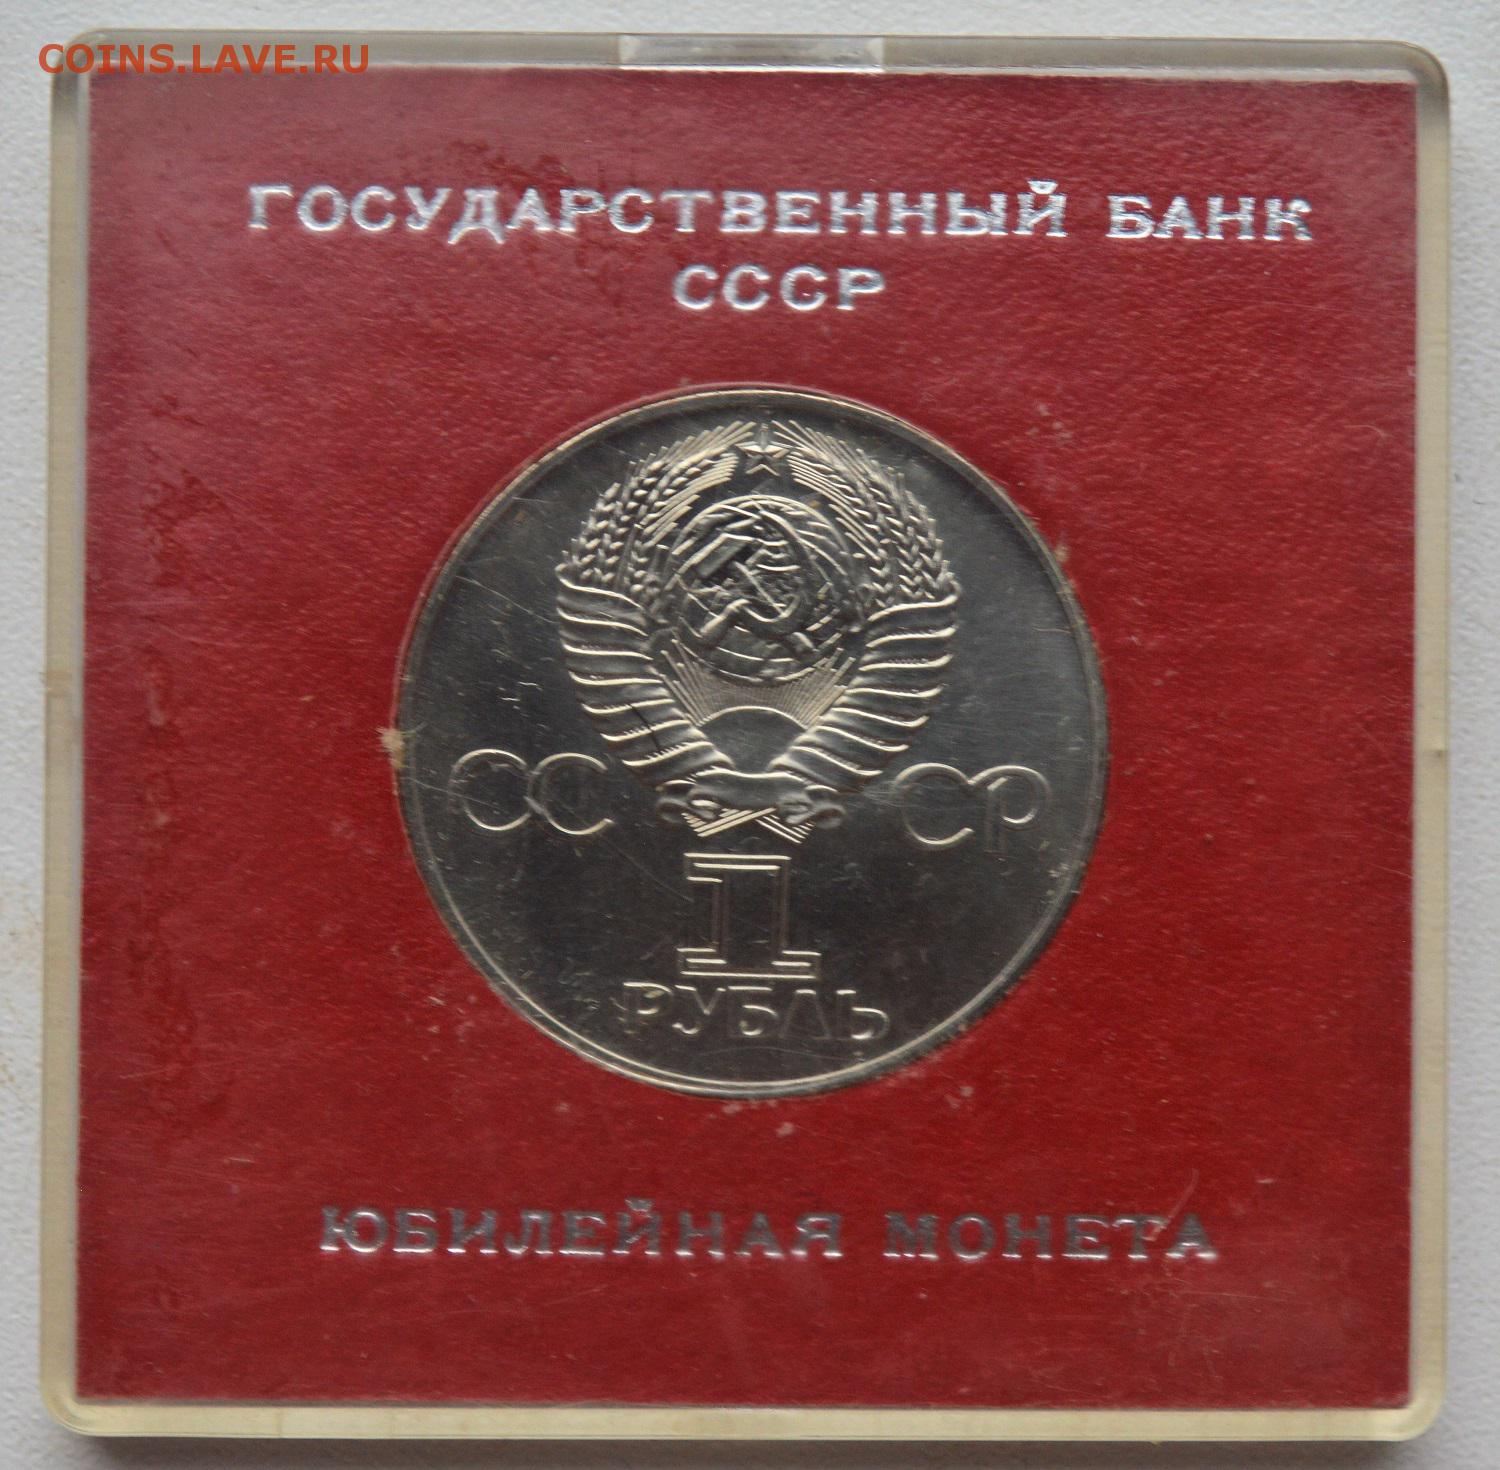 COINS.LAVE.RU
ГОСУДАРСТВЕННЫЙ БАНК
СССР
СС СР
1
РУБЛЬ
ЮБИЛЕЙНАЯ МОНЕТА